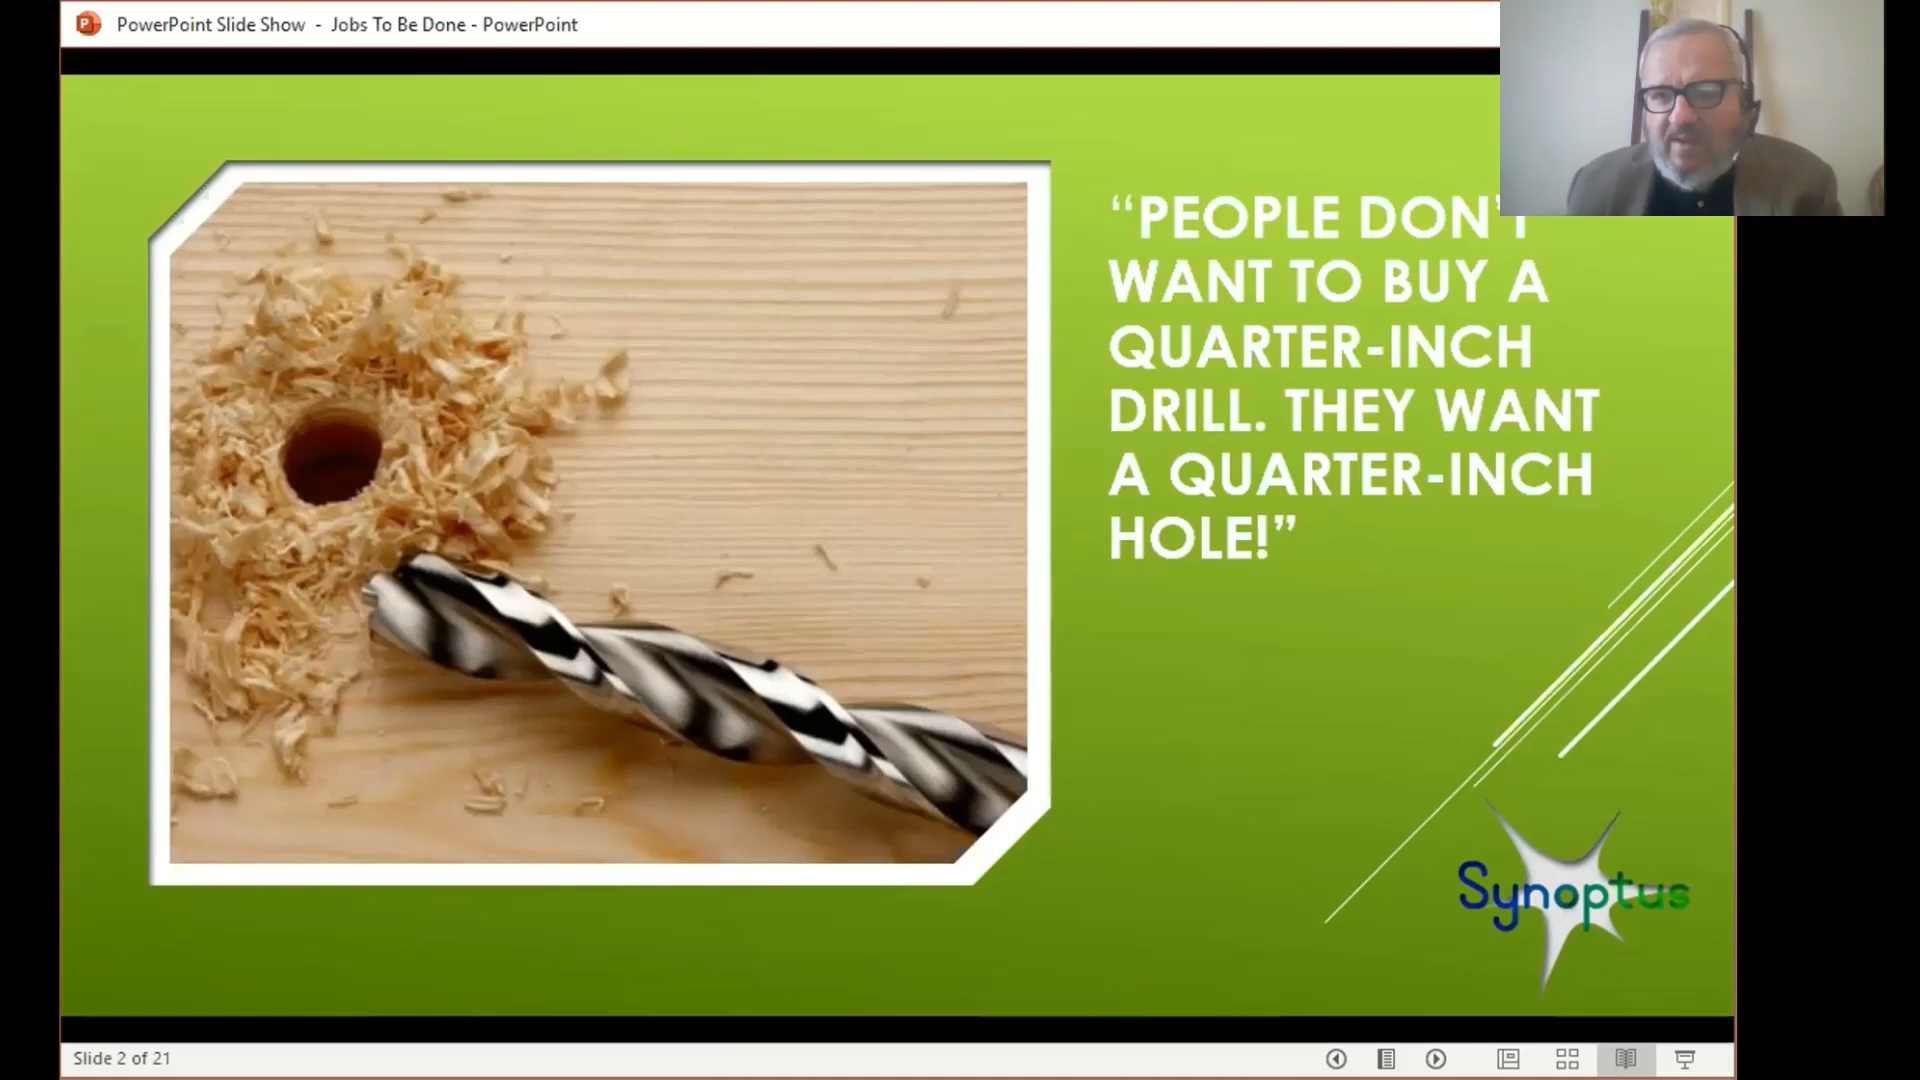 PowerPoint Slide Show - Jobs To Be Done - PowerPoint
“PEOPLE DON’T
WANT TO BUY A
QUARTER-INCH
DRILL. THEY WANT
A QUARTER-INCH
HOLE!”
Synoptus
Slide 2 of 21